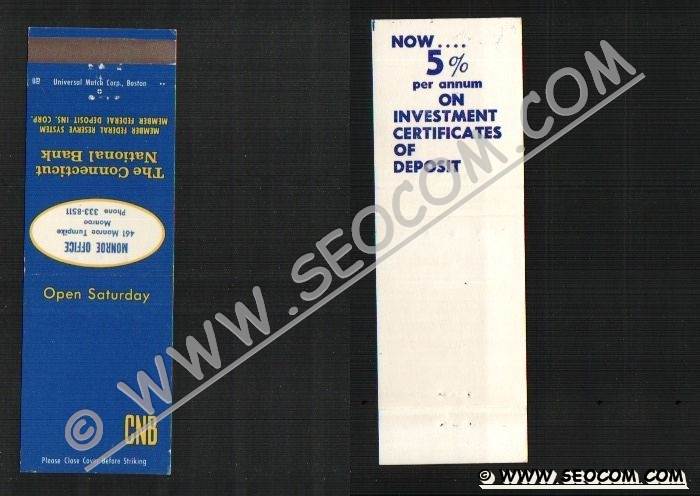 Universal Match Corp., Boston
MEMBER FEDERAL RESERVE SYSTEM
MEMBER FEDERAL DEPOSIT INS. CORP.
The Connecticut
National Bank
MONROE OFFICE
461 Monroe Turnpike
Monroe
Phone 333-8511
Open Saturday
CNB
Please Close Cover Before Striking
NOW....
5%
per annum
ON
INVESTMENT
CERTIFICATES
OF
DEPOSIT
© WWW.SEOCOM.COM
© WWW.SEOCOM.COM